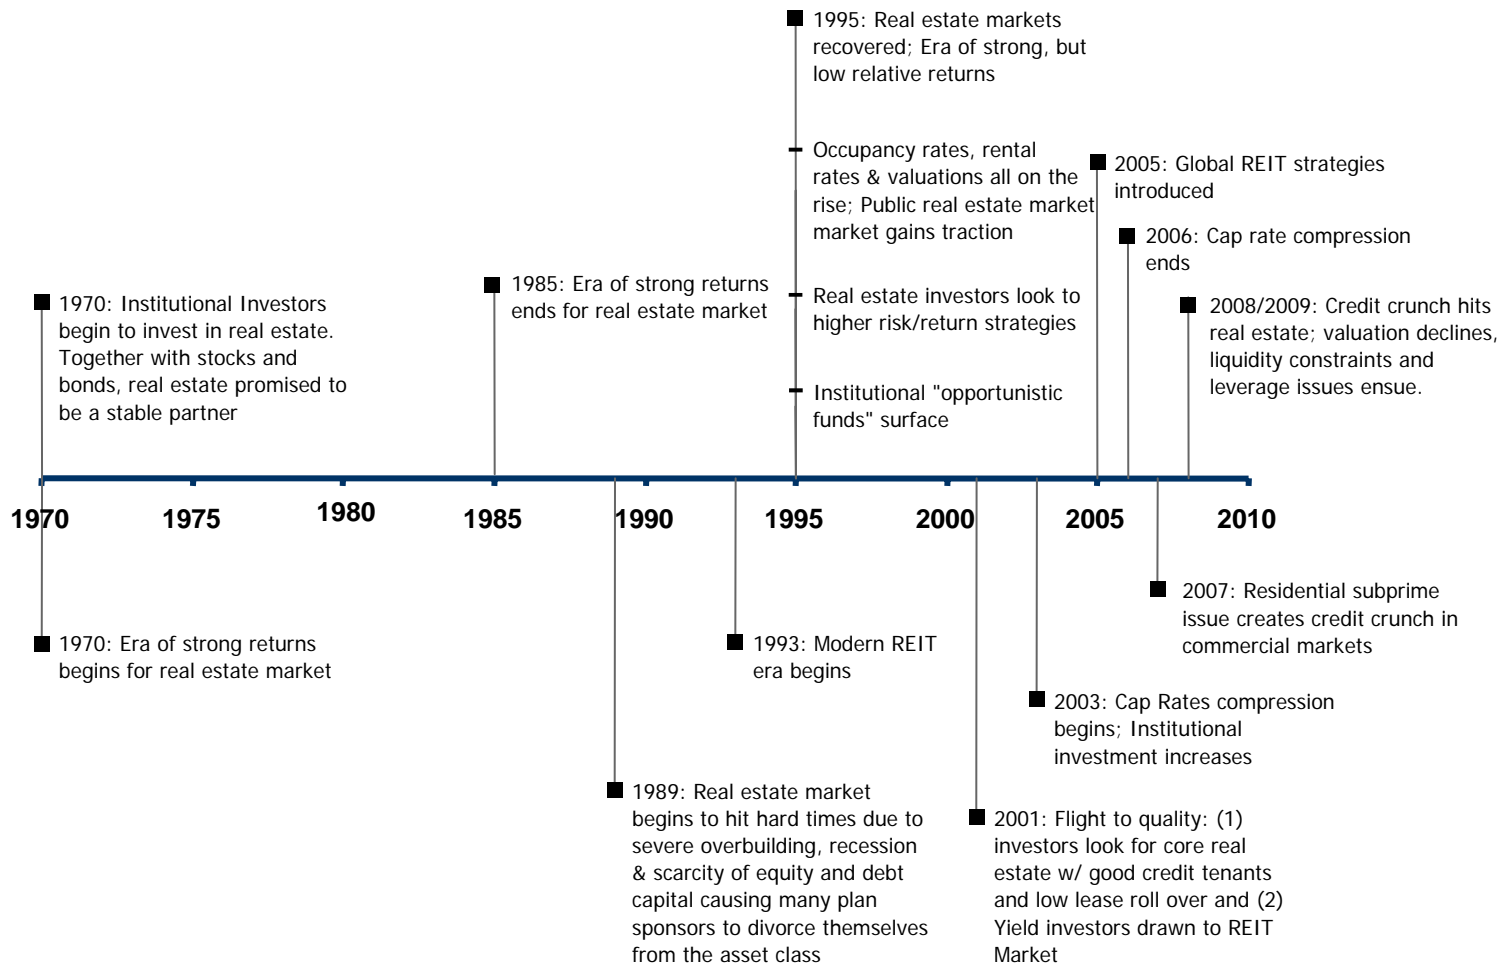 1995: Real estate markets
recovered; Era of strong, but
low relative returns
Occupancy rates, rental
rates & valuations all on the
rise; Public real estate market
market gains traction
Real estate investors look to
higher risk/return strategies
Institutional "opportunistic
funds" surface
2005: Global REIT strategies
introduced
2006: Cap rate compression
ends
2008/2009: Credit crunch hits
real estate; valuation declines,
liquidity constraints and
leverage issues ensue.
1985: Era of strong returns
ends for real estate market
1970: Institutional Investors
begin to invest in real estate.
Together with stocks and
bonds, real estate promised to
be a stable partner
1970
1975
1980
1985
1990
1995
2000
2005
2010
1970: Era of strong returns
begins for real estate market
1993: Modern REIT
era begins
2007: Residential subprime
issue creates credit crunch in
commercial markets
2003: Cap Rates compression
begins; Institutional
investment increases
1989: Real estate market
begins to hit hard times due to
severe overbuilding, recession
& scarcity of equity and debt
capital causing many plan
sponsors to divorce themselves
from the asset class
2001: Flight to quality: (1)
investors look for core real
estate w/ good credit tenants
and low lease roll over and (2)
Yield investors drawn to REIT
Market